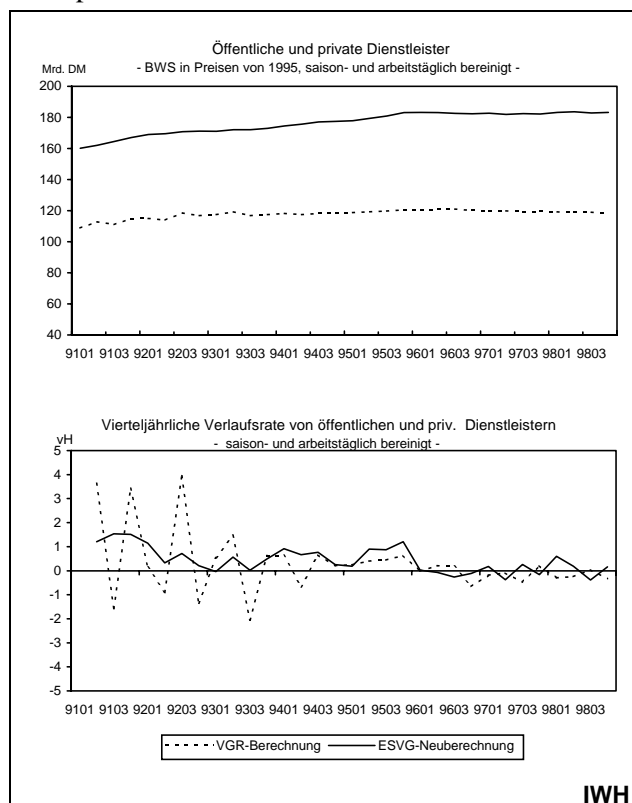 Öffentliche und private Dienstleister
Mrd. DM
- BWS in Preisen von 1995, saison- und arbeitstäglich bereinigt -
200
180
160
140
120
100
80
60
40
9101 9103 9201 9203 9301 9303 9401 9403 9501 9503 9601 9603 9701 9703 9801 9803
Vierteljährliche Verlaufsrate von öffentlichen und priv. Dienstleistern
vH
- saison- und arbeitstäglich bereinigt -
5
4
3
2
1
0
-1
-2
-3
-4
-5
9101 9103 9201 9203 9301 9303 9401 9403 9501 9503 9601 9603 9701 9703 9801 9803
VGR-Berechnung ESVG-Neuberechnung
IWH